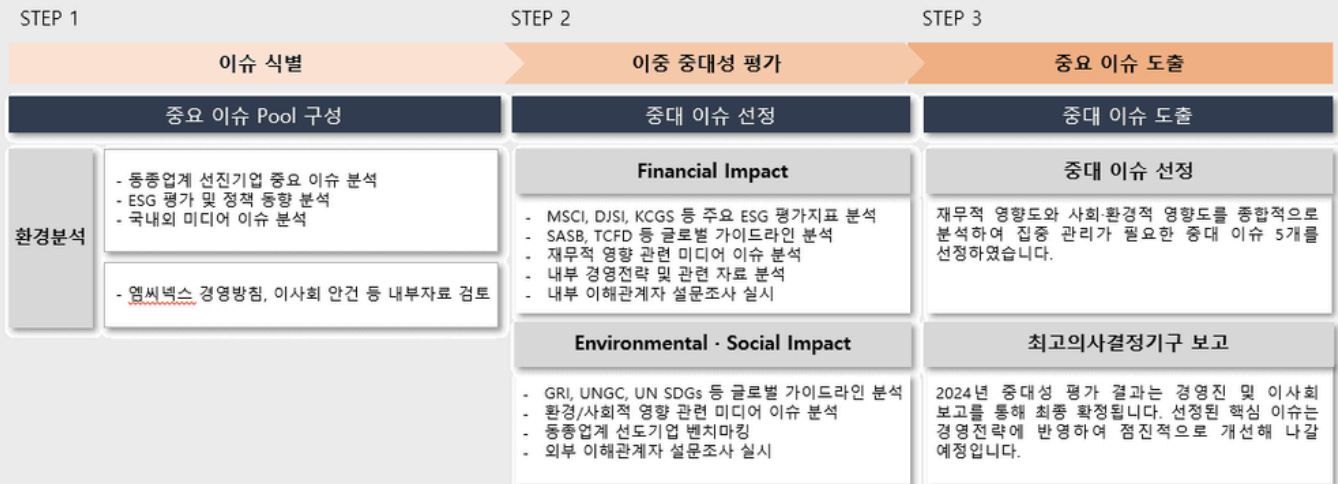 STEP 1
이슈 식별
중요 이슈 Pool 구성
환경분석
- 동종업계 선진기업 중요 이슈 분석
- ESG 평가 및 정책 동향 분석
- 국내외 미디어 이슈 분석
- 엠씨넥스 경영방침, 이사회 안건 등 내부자료 검토
STEP 2
이중 중대성 평가
중대 이슈 선정
Financial Impact
- MSCI, DJSI, KCGS 등 주요 ESG 평가지표 분석
- SASB, TCFD 등 글로벌 가이드라인 분석
- 재무적 영향 관련 미디어 이슈 분석
- 내부 경영전략 및 관련 자료 분석
- 내부 이해관계자 설문조사 실시
Environmental · Social Impact
- GRI, UNGC, UN SDGs 등 글로벌 가이드라인 분석
- 환경/사회적 영향 관련 미디어 이슈 분석
- 동종업계 선도기업 벤치마킹
- 외부 이해관계자 설문조사 실시
STEP 3
중요 이슈 도출
중대 이슈 도출
중대 이슈 선정
재무적 영향도와 사회·환경적 영향도를 종합적으로
분석하여 집중 관리가 필요한 중대 이슈 5개를
선정하였습니다.
최고의사결정기구 보고
2024년 중대성 평가 결과는 경영진 및 이사회
보고를 통해 최종 확정됩니다. 선정된 핵심 이슈는
경영전략에 반영하여 점진적으로 개선해 나갈
예정입니다.